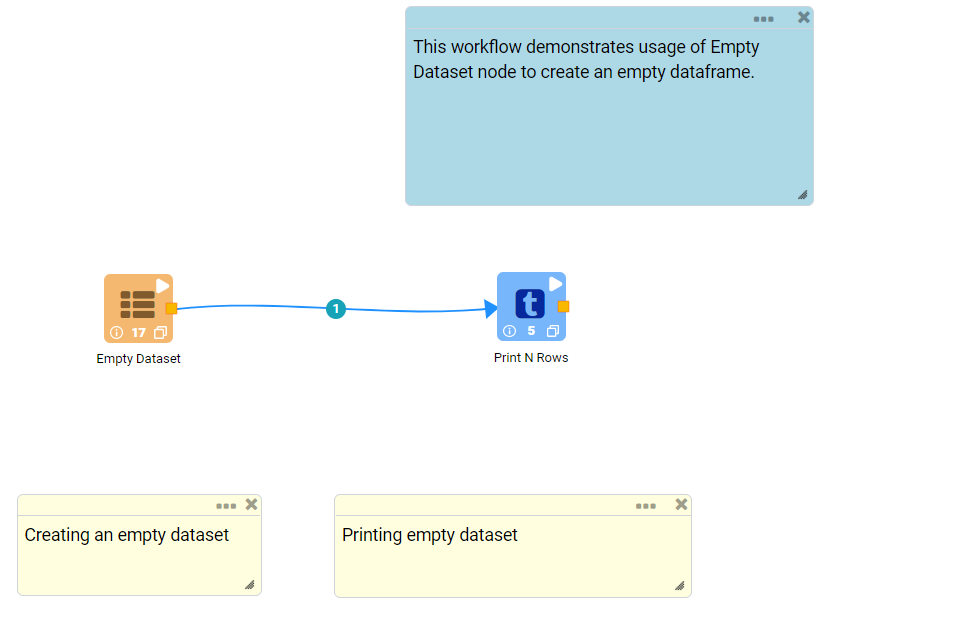 This workflow demonstrates usage of Empty
Dataset node to create an empty dataframe.
1
17
t
5
Empty Dataset
Print N Rows
Creating an empty dataset
Printing empty dataset